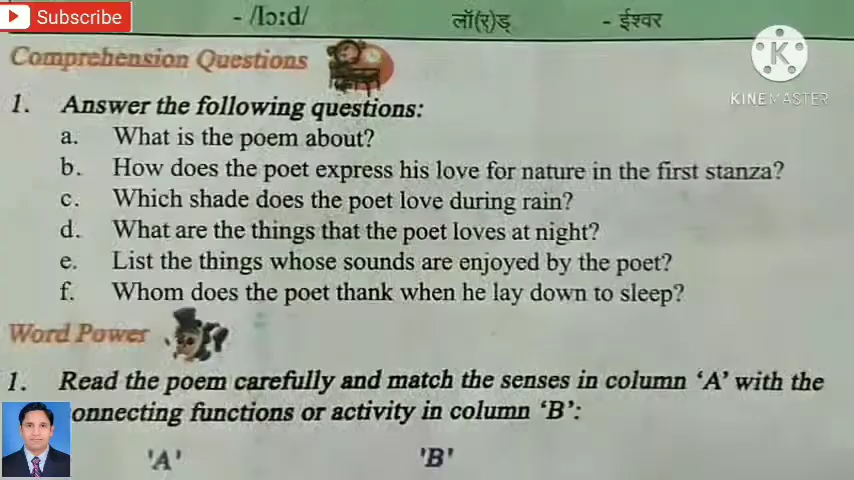 Subscribe
- /lɔːd/ लॉ(र)ड् - ईश्वर
Comprehension Questions
KINEMASTER
1. Answer the following questions:
a. What is the poem about?
b. How does the poet express his love for nature in the first stanza?
c. Which shade does the poet love during rain?
d. What are the things that the poet loves at night?
e. List the things whose sounds are enjoyed by the poet?
f. Whom does the poet thank when he lay down to sleep?
Word Power
1. Read the poem carefully and match the senses in column ‘A’ with the
onnecting functions or activity in column ‘B’:
'A' 'B'